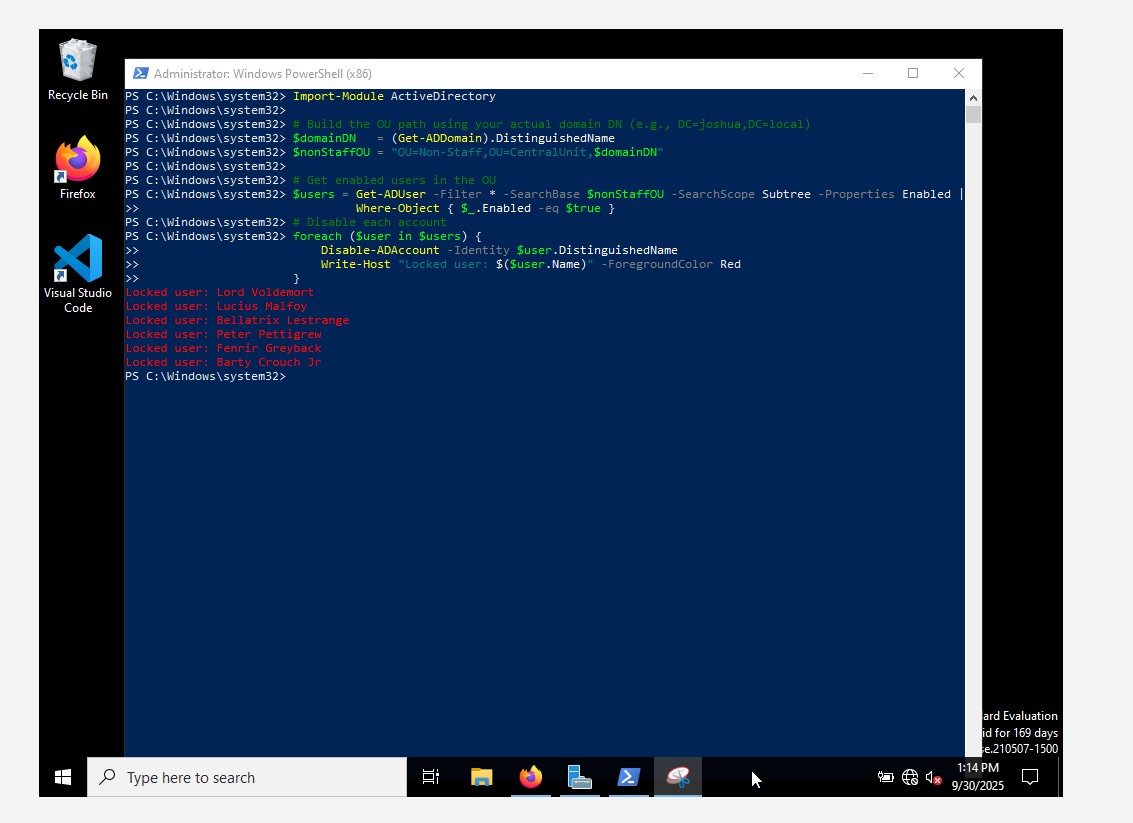 Recycle Bin
Firefox
Visual Studio
Code
Administrator: Windows PowerShell (x86)
PS C:\Windows\system32> Import-Module ActiveDirectory
PS C:\Windows\system32>
PS C:\Windows\system32> # Build the OU path using your actual domain DN (e.g., DC=joshua,DC=local)
PS C:\Windows\system32> $domainDN   = (Get-ADDomain).DistinguishedName
PS C:\Windows\system32> $nonStaffOU = "OU=Non-Staff,OU=CentralUnit,$domainDN"
PS C:\Windows\system32>
PS C:\Windows\system32> # Get enabled users in the OU
PS C:\Windows\system32> $users = Get-ADUser -Filter * -SearchBase $nonStaffOU -SearchScope Subtree -Properties Enabled |
>>                               Where-Object { $_.Enabled -eq $true }
PS C:\Windows\system32> # Disable each account
PS C:\Windows\system32> foreach ($user in $users) {
>>                          Disable-ADAccount -Identity $user.DistinguishedName
>>                          Write-Host "Locked user: $($user.Name)" -ForegroundColor Red
>>                      }
Locked user: Lord Voldemort
Locked user: Lucius Malfoy
Locked user: Bellatrix Lestrange
Locked user: Peter Pettigrew
Locked user: Fenrir Greyback
Locked user: Barty Crouch Jr
PS C:\Windows\system32>
ard Evaluation
id for 169 days
se.210507-1500
Type here to search
1:14 PM
9/30/2025